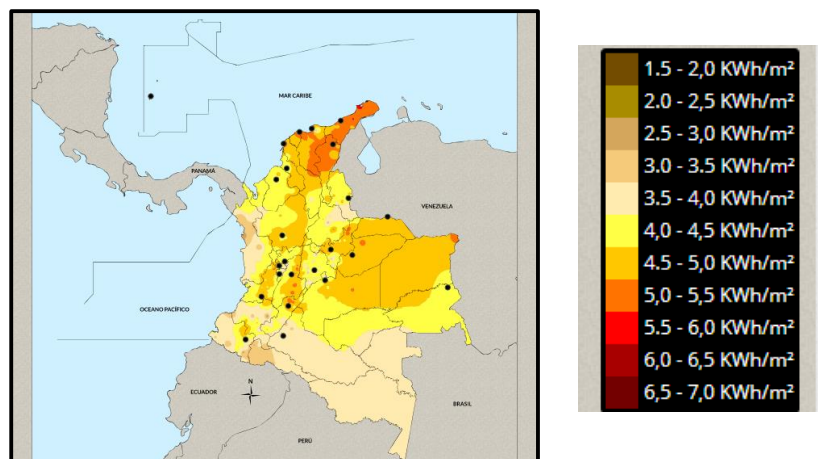 MAR CARIBE
PANAMÁ
VENEZUELA
OCEANO PACÍFICO
N
ECUADOR
BRASIL
PERÚ
1.5 - 2,0 KWh/m²
2.0 - 2,5 KWh/m²
2.5 - 3,0 KWh/m²
3.0 - 3.5 KWh/m²
3.5 - 4,0 KWh/m²
4,0 - 4,5 KWh/m²
4.5 - 5,0 KWh/m²
5,0 - 5,5 KWh/m²
5.5 - 6,0 KWh/m²
6,0 - 6,5 KWh/m²
6,5 - 7,0 KWh/m²